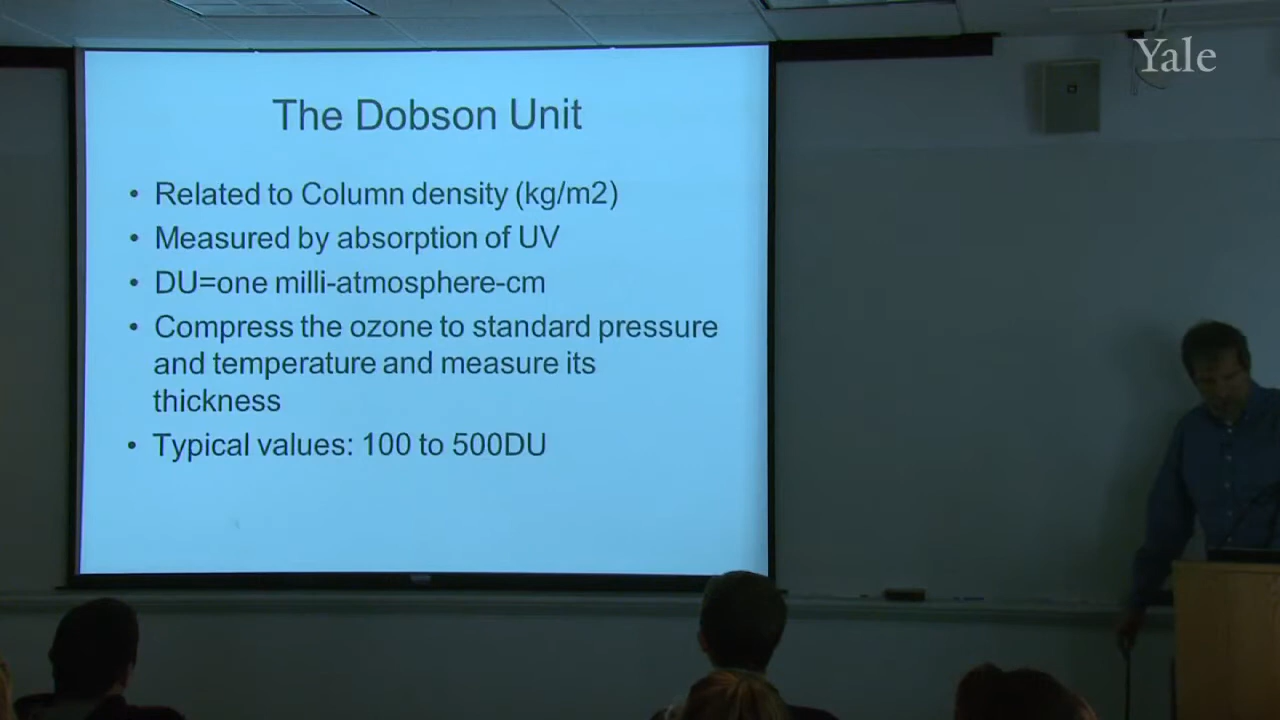 Yale
The Dobson Unit
• Related to Column density (kg/m2)
• Measured by absorption of UV
• DU=one milli-atmosphere-cm
• Compress the ozone to standard pressure
and temperature and measure its
thickness
• Typical values: 100 to 500DU